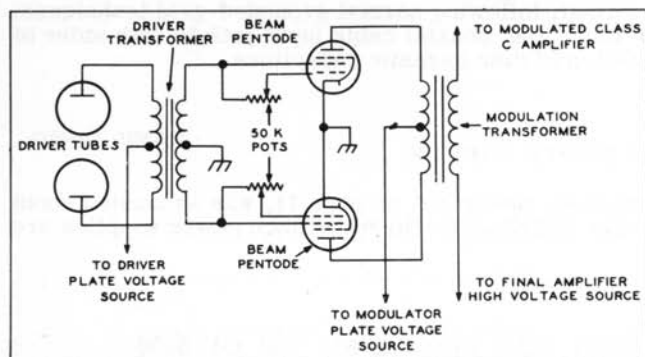 DRIVER
TRANSFORMER
BEAM
PENTODE
TO MODULATED CLASS
C AMPLIFIER
DRIVER TUBES
50 K
POTS
MODULATION
TRANSFORMER
BEAM
PENTODE
TO DRIVER
PLATE VOLTAGE
SOURCE
TO MODULATOR
PLATE VOLTAGE
SOURCE
TO FINAL AMPLIFIER
HIGH VOLTAGE SOURCE